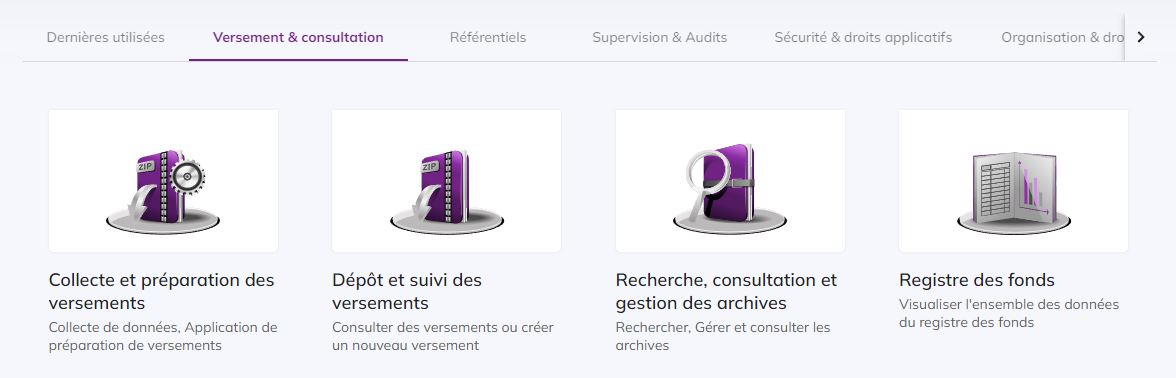 Dernières utilisées
Versement & consultation
Référentiels
Supervision & Audits
Sécurité & droits applicatifs
Organisation & dro
ZIP
ZIP
Collecte et préparation des
versements
Collecte de données, Application de
préparation de versements
Dépôt et suivi des
versements
Consulter des versements ou créer
un nouveau versement
Recherche, consultation et
gestion des archives
Rechercher, Gérer et consulter les
archives
Registre des fonds
Visualiser l'ensemble des données
du registre des fonds